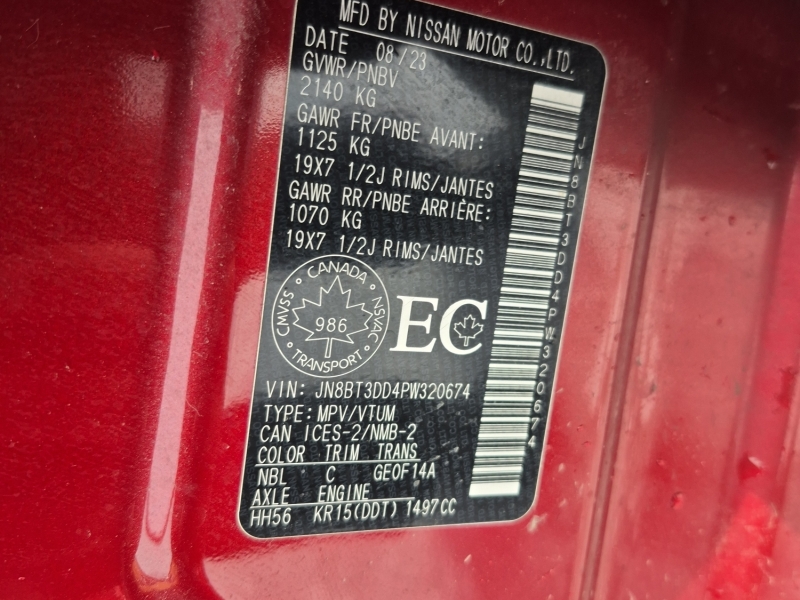 MFD BY NISSAN MOTOR CO.,LTD.
DATE 08/23
GVWR/PNBV
2140 KG
GAWR FR/PNBE AVANT:
1125 KG
19X7 1/2J RIMS/JANTES
GAWR RR/PNBE ARRIÈRE:
1070 KG
19X7 1/2J RIMS/JANTES
CANADA
CMVSS 986 NSVAC
TRANSPORT
EC
VIN: JN8BT3DD4PW320674
TYPE: MPV/VTUM
CAN ICES-2/NMB-2
COLOR TRIM TRANS
NBL C GE0F14A
AXLE ENGINE
HH56 KR15(DDT) 1497CC
JN8BT3DD4PW320674